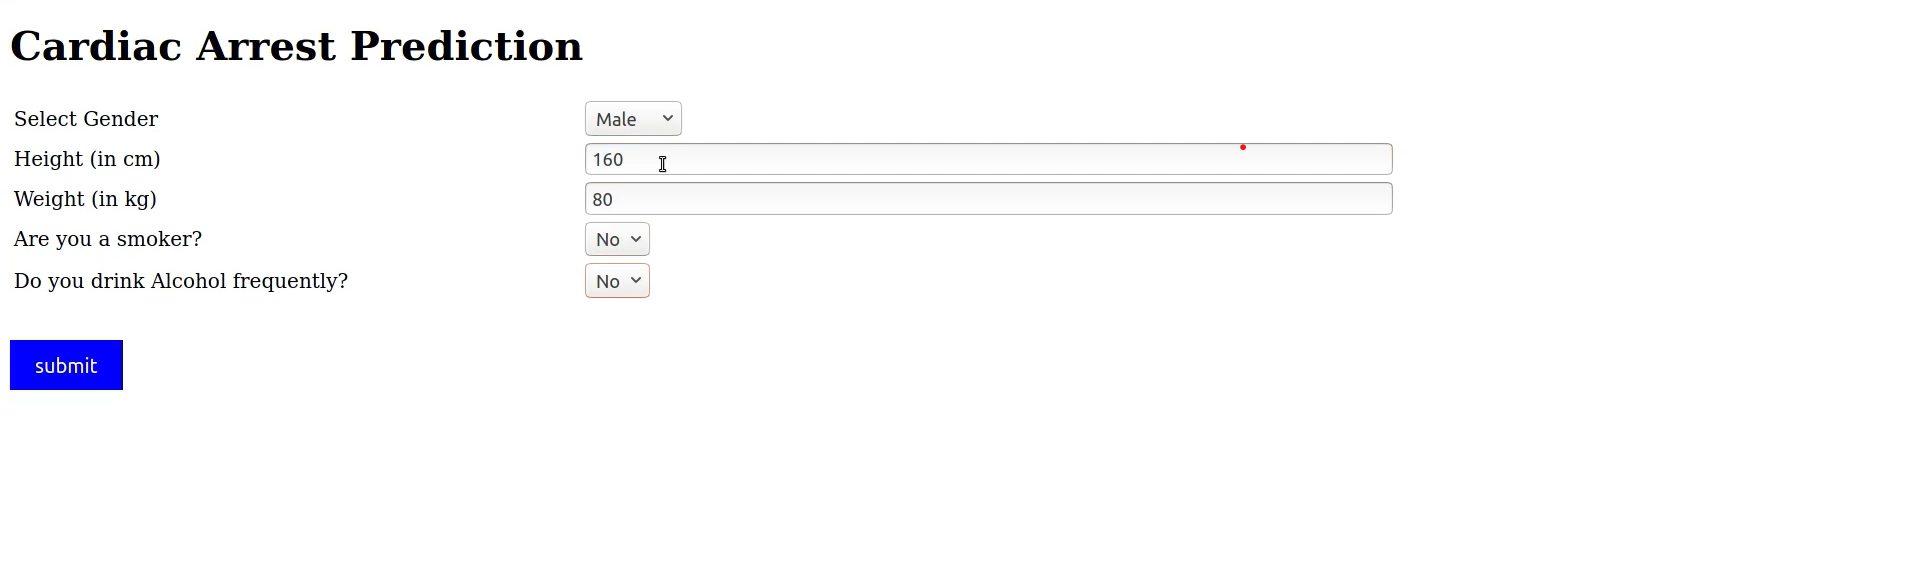 Cardiac Arrest Prediction
Select Gender Male
Height (in cm) 160
Weight (in kg) 80
Are you a smoker? No
Do you drink Alcohol frequently? No
submit